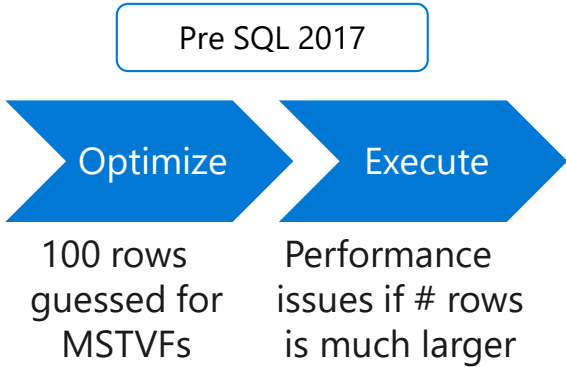 Pre SQL 2017
Optimize
Execute
100 rows
guessed for
MSTVFs
Performance
issues if # rows
is much larger